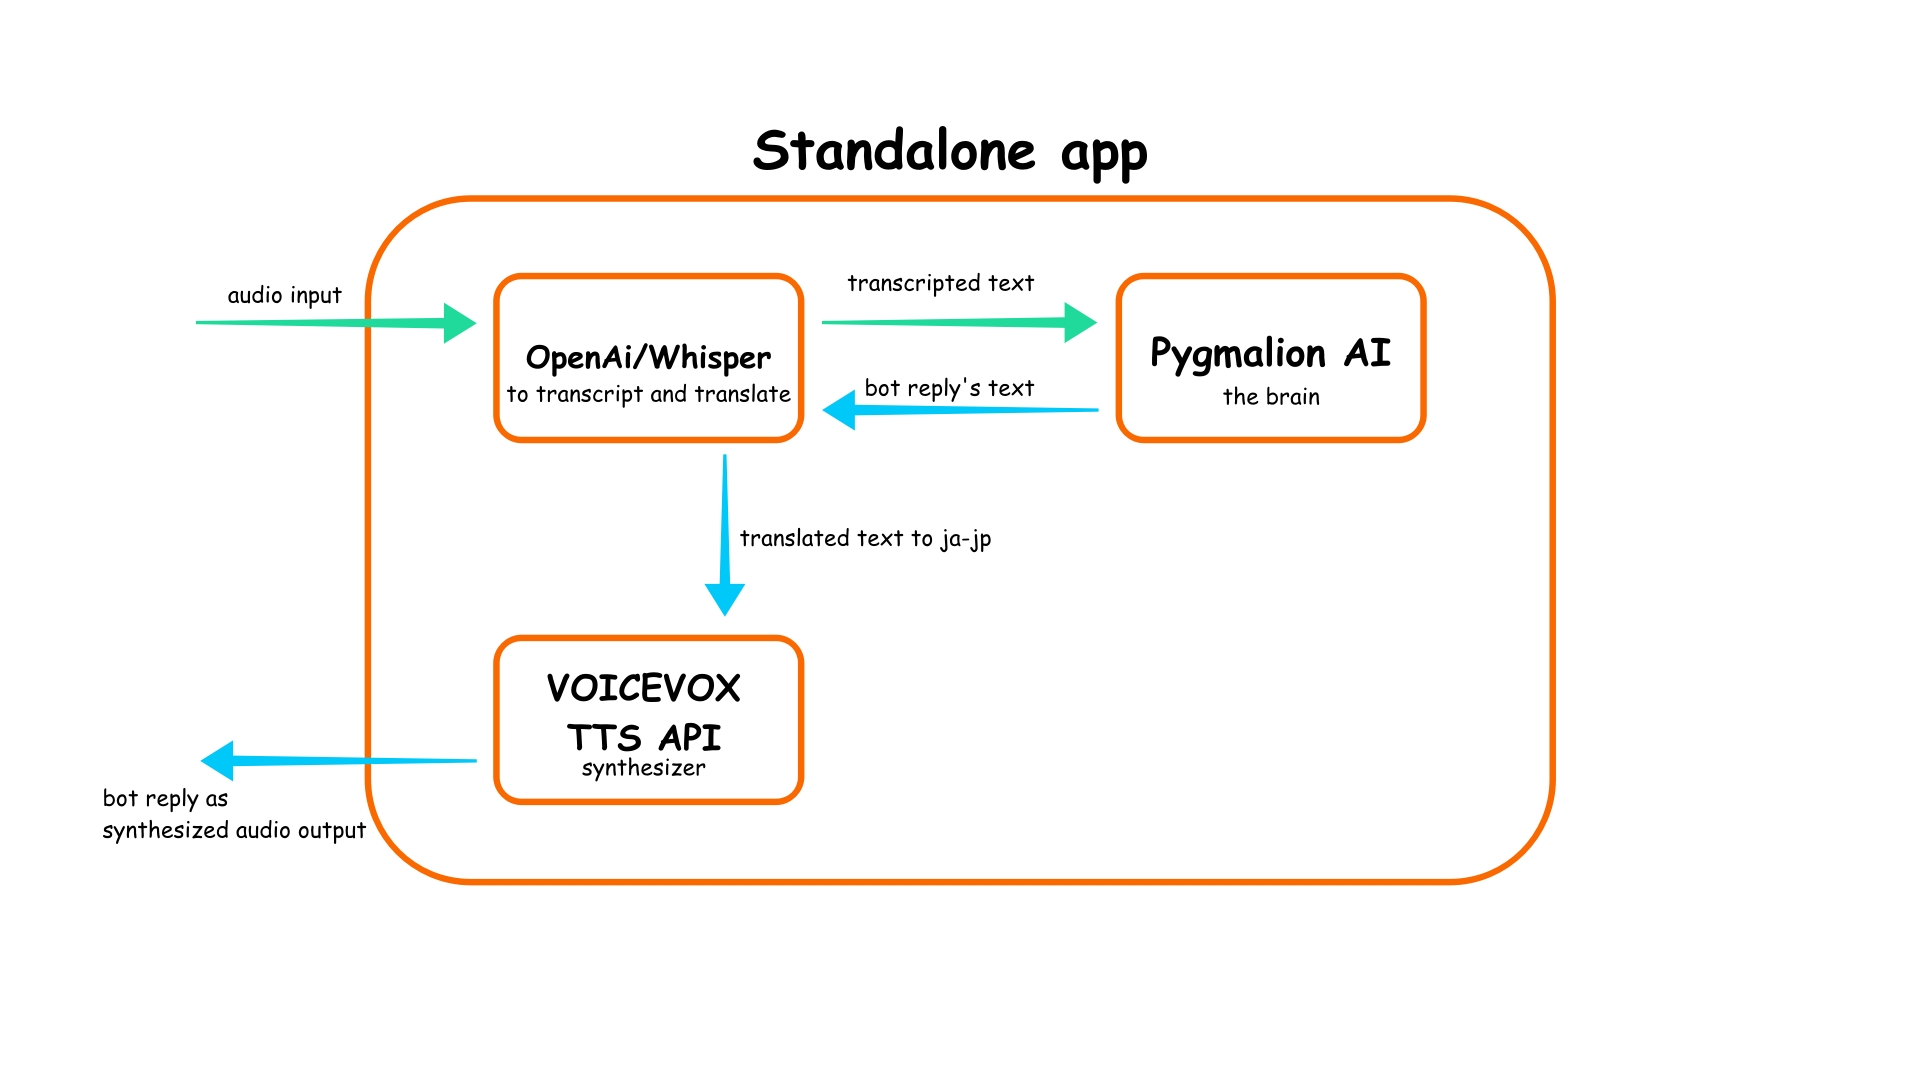 Standalone app
audio input
OpenAi/Whisper
to transcript and translate
transcripted text
bot reply's text
Pygmalion AI
the brain
translated text to ja-jp
VOICEVOX
TTS API
synthesizer
bot reply as
synthesized audio output